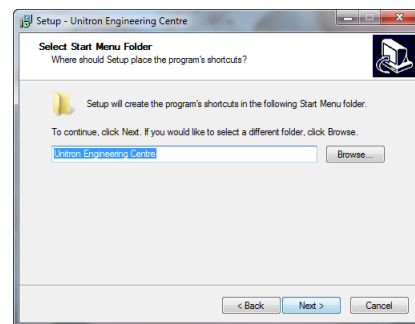 Setup - Unitron Engineering Centre
Select Start Menu Folder
Where should Setup place the program's shortcuts?
Setup will create the program's shortcuts in the following Start Menu folder.
To continue, click Next. If you would like to select a different folder, click Browse.
Unitron Engineering Centre
Browse...
< Back
Next >
Cancel